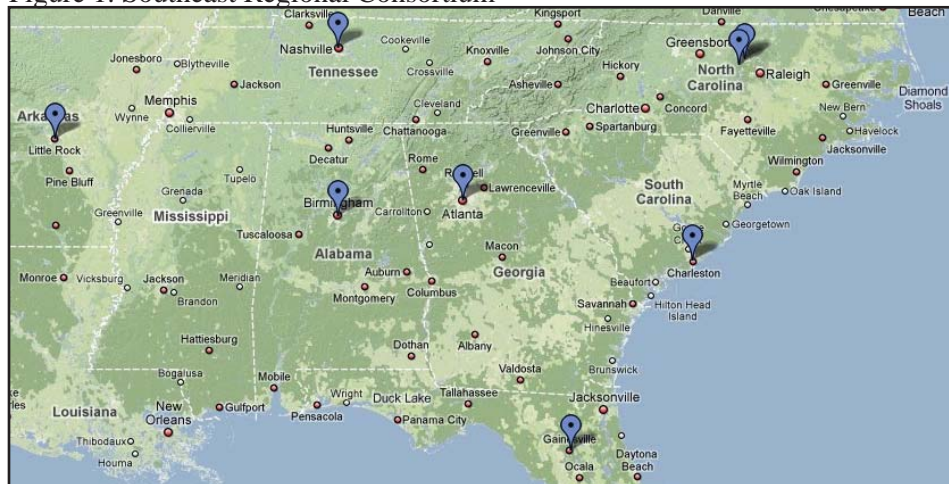 Figure 1. Southeast Regional Consortium
Clarksville
Kingsport
Danville
Beach
Nashville
Cookeville
Knoxville
Johnson City
Greensboro
Jonesboro
Blytheville
Tennessee
Crossville
Hickory
North
Carolina
Raleigh
Greenville
Jackson
Asheville
Diamond
Shoals
Arkansas
Memphis
Wynne
Collierville
Cleveland
Chattanooga
Charlotte
Concord
New Bern
Havelock
Little Rock
Huntsville
Greenville
Spartanburg
Fayetteville
Jacksonville
Decatur
Rome
Wilmington
Pine Bluff
Tupelo
Lawrenceville
Oak Island
Grenada
Birmingham
Atlanta
South
Carolina
Myrtle
Beach
Greenville
Mississippi
Carrollton
Georgetown
Tuscaloosa
Alabama
Macon
Georgia
Charleston
Monroe
Vicksburg
Jackson
Meridian
Auburn
Beaufort
Brandon
Montgomery
Columbus
Savannah
Hilton Head
Island
Hinesville
Hattiesburg
Dothan
Albany
Brunswick
Bogalusa
Mobile
Valdosta
Louisiana
New
Orleans
Gulfport
Pensacola
Wright
Duck Lake
Tallahassee
Jacksonville
Panama City
Thibodaux
Houma
Gainesville
Ocala
Daytona
Beach